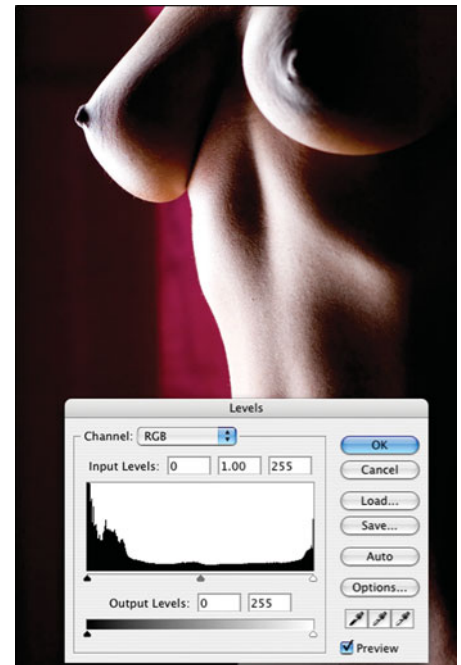 Levels
Channel: RGB
Input Levels: 0 1.00 255
OK
Cancel
Load...
Save...
Auto
Options...
Output Levels: 0 255
Preview